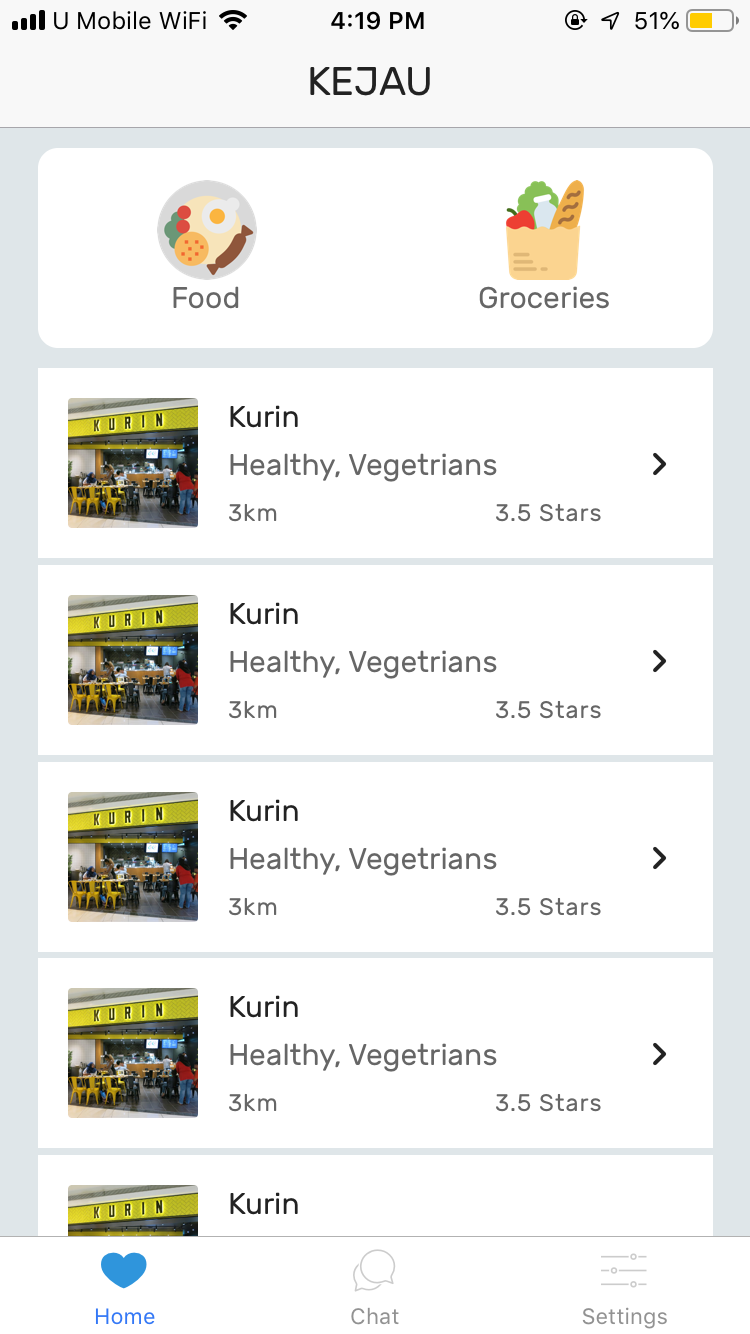 U Mobile WiFi 4:19 PM 51%
KEJAU
Food Groceries
KURIN
Kurin
Healthy, Vegetrians
3km 3.5 Stars
KURIN
Kurin
Healthy, Vegetrians
3km 3.5 Stars
KURIN
Kurin
Healthy, Vegetrians
3km 3.5 Stars
KURIN
Kurin
Healthy, Vegetrians
3km 3.5 Stars
KURIN
Kurin
Home Chat Settings